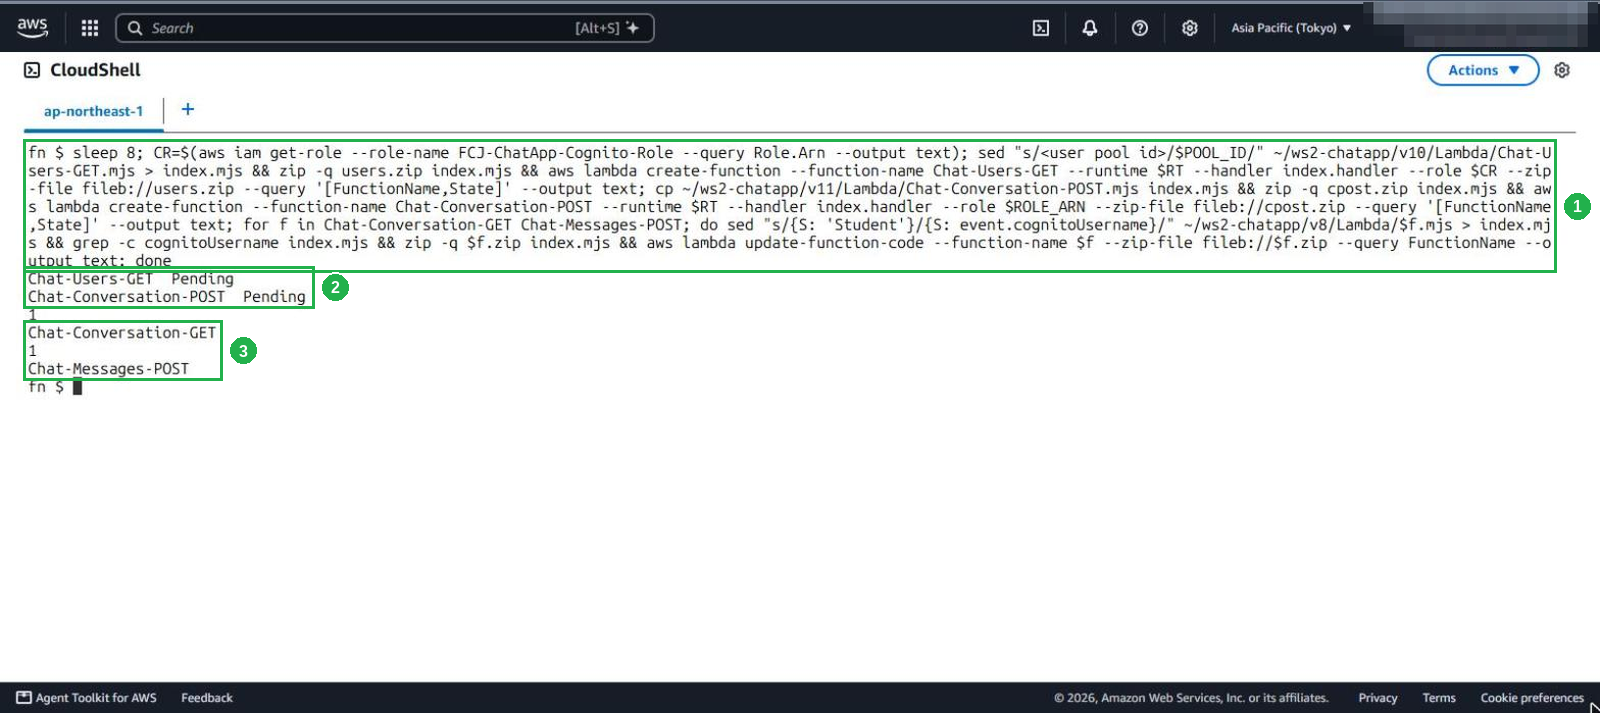 aws
Search
[Alt+S]
Asia Pacific (Tokyo)
CloudShell
Actions
ap-northeast-1
+
fn $ sleep 8; CR=$(aws iam get-role --role-name FCJ-ChatApp-Cognito-Role --query Role.Arn --output text); sed "s/<user pool id>/$POOL_ID/" ~/ws2-chatapp/v10/Lambda/Chat-U
sers-GET.mjs > index.mjs && zip -q users.zip index.mjs && aws lambda create-function --function-name Chat-Users-GET --runtime $RT --handler index.handler --role $CR --zip
-file fileb://users.zip --query '[FunctionName,State]' --output text; cp ~/ws2-chatapp/v11/Lambda/Chat-Conversation-POST.mjs index.mjs && zip -q cpost.zip index.mjs && aw
s lambda create-function --function-name Chat-Conversation-POST --runtime $RT --handler index.handler --role $ROLE_ARN --zip-file fileb://cpost.zip --query '[FunctionName
,State]' --output text; for f in Chat-Conversation-GET Chat-Messages-POST; do sed "s/{S: 'Student'}/{S: event.cognitoUsername}/" ~/ws2-chatapp/v8/Lambda/$f.mjs > index.mj
s && grep -c cognitoUsername index.mjs && zip -q $f.zip index.mjs && aws lambda update-function-code --function-name $f --zip-file fileb://$f.zip --query FunctionName --o
utput text; done
1
Chat-Users-GET  Pending
Chat-Conversation-POST  Pending
2
1
Chat-Conversation-GET
1
3
Chat-Messages-POST
fn $
Agent Toolkit for AWS
Feedback
© 2026, Amazon Web Services, Inc. or its affiliates.
Privacy
Terms
Cookie preferences